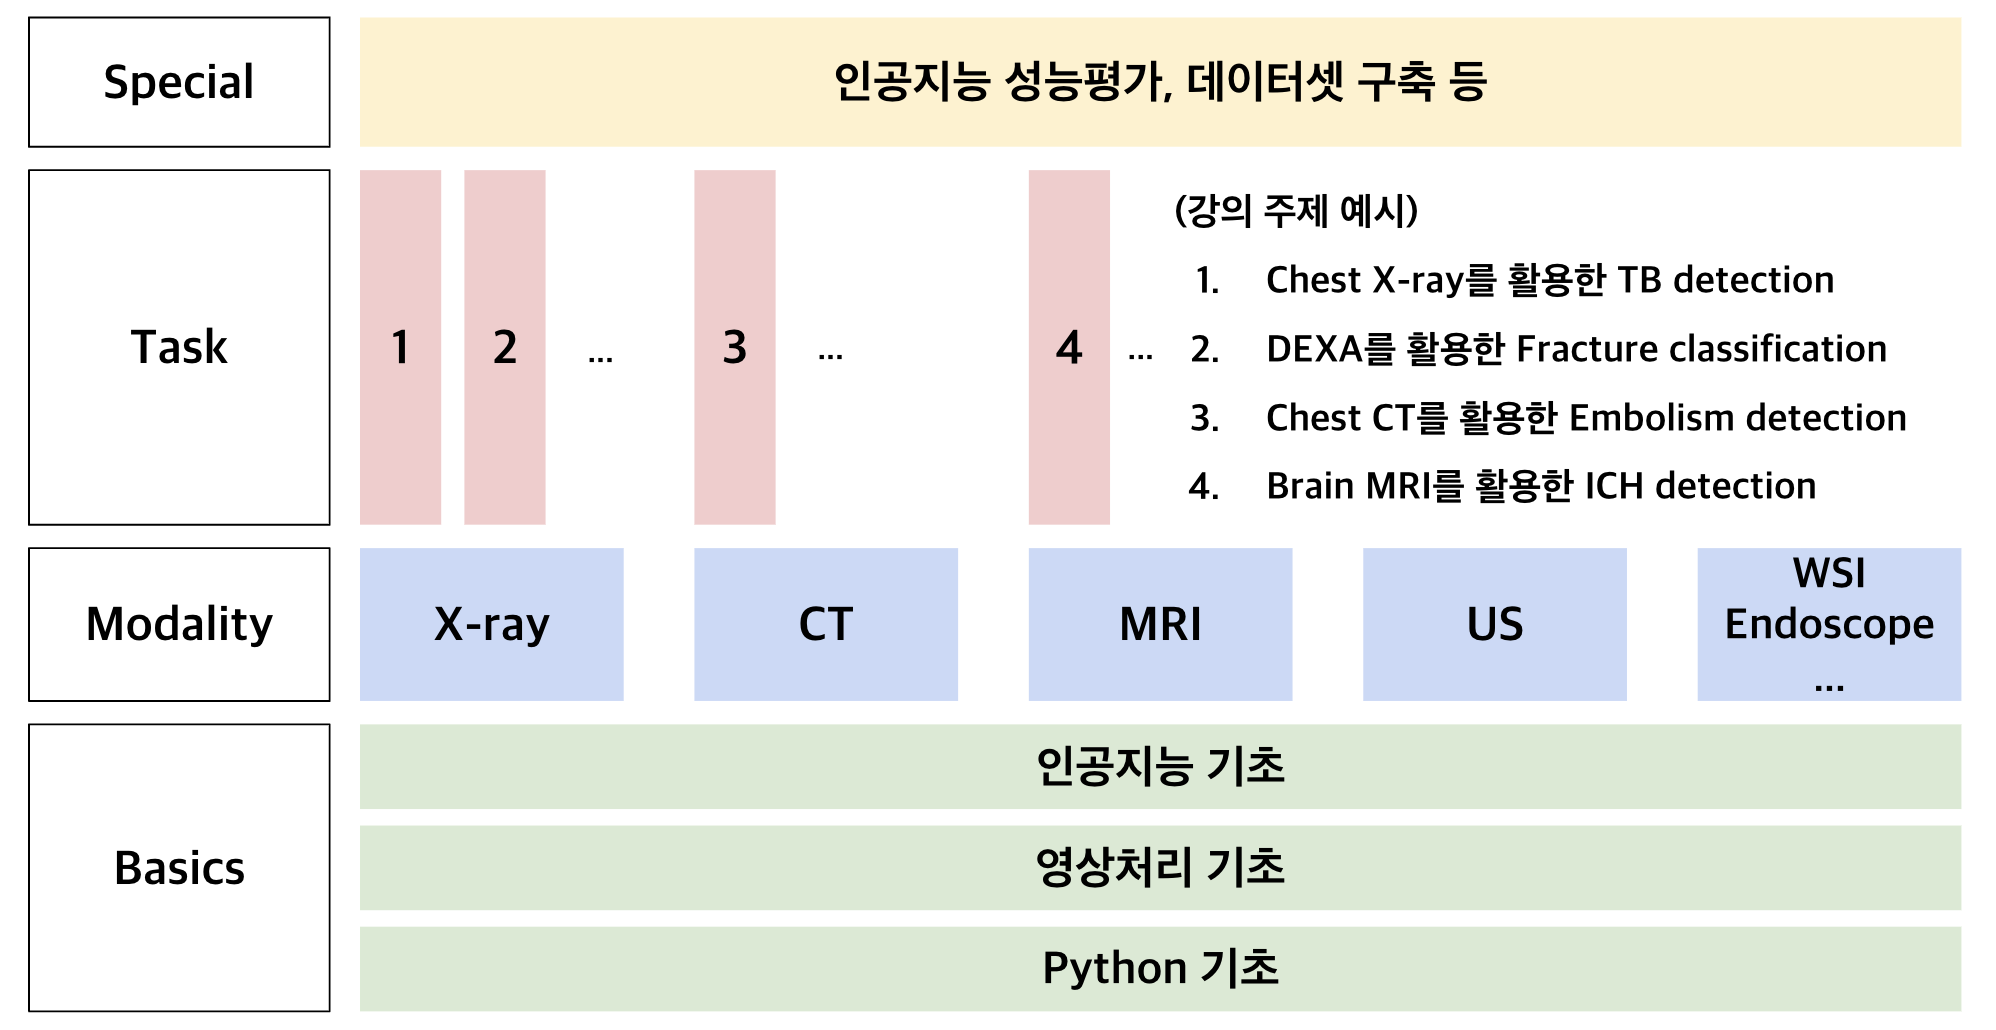 Special
인공지능 성능평가, 데이터셋 구축 등
Task
1
2
...
3
...
4
...
(강의 주제 예시)
1. Chest X-ray를 활용한 TB detection
2. DEXA를 활용한 Fracture classification
3. Chest CT를 활용한 Embolism detection
4. Brain MRI를 활용한 ICH detection
Modality
X-ray
CT
MRI
US
WSI
Endoscope
...
Basics
인공지능 기초
영상처리 기초
Python 기초